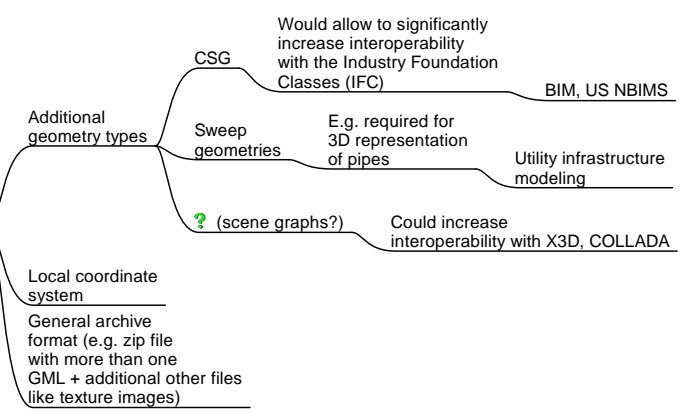 Additional
geometry types
CSG
Would allow to significantly
increase interoperability
with the Industry Foundation
Classes (IFC)
BIM, US NBIMS
Sweep
geometries
E.g. required for
3D representation
of pipes
Utility infrastructure
modeling
? (scene graphs?)
Could increase
interoperability with X3D, COLLADA
Local coordinate
system
General archive
format (e.g. zip file
with more than one
GML + additional other files
like texture images)